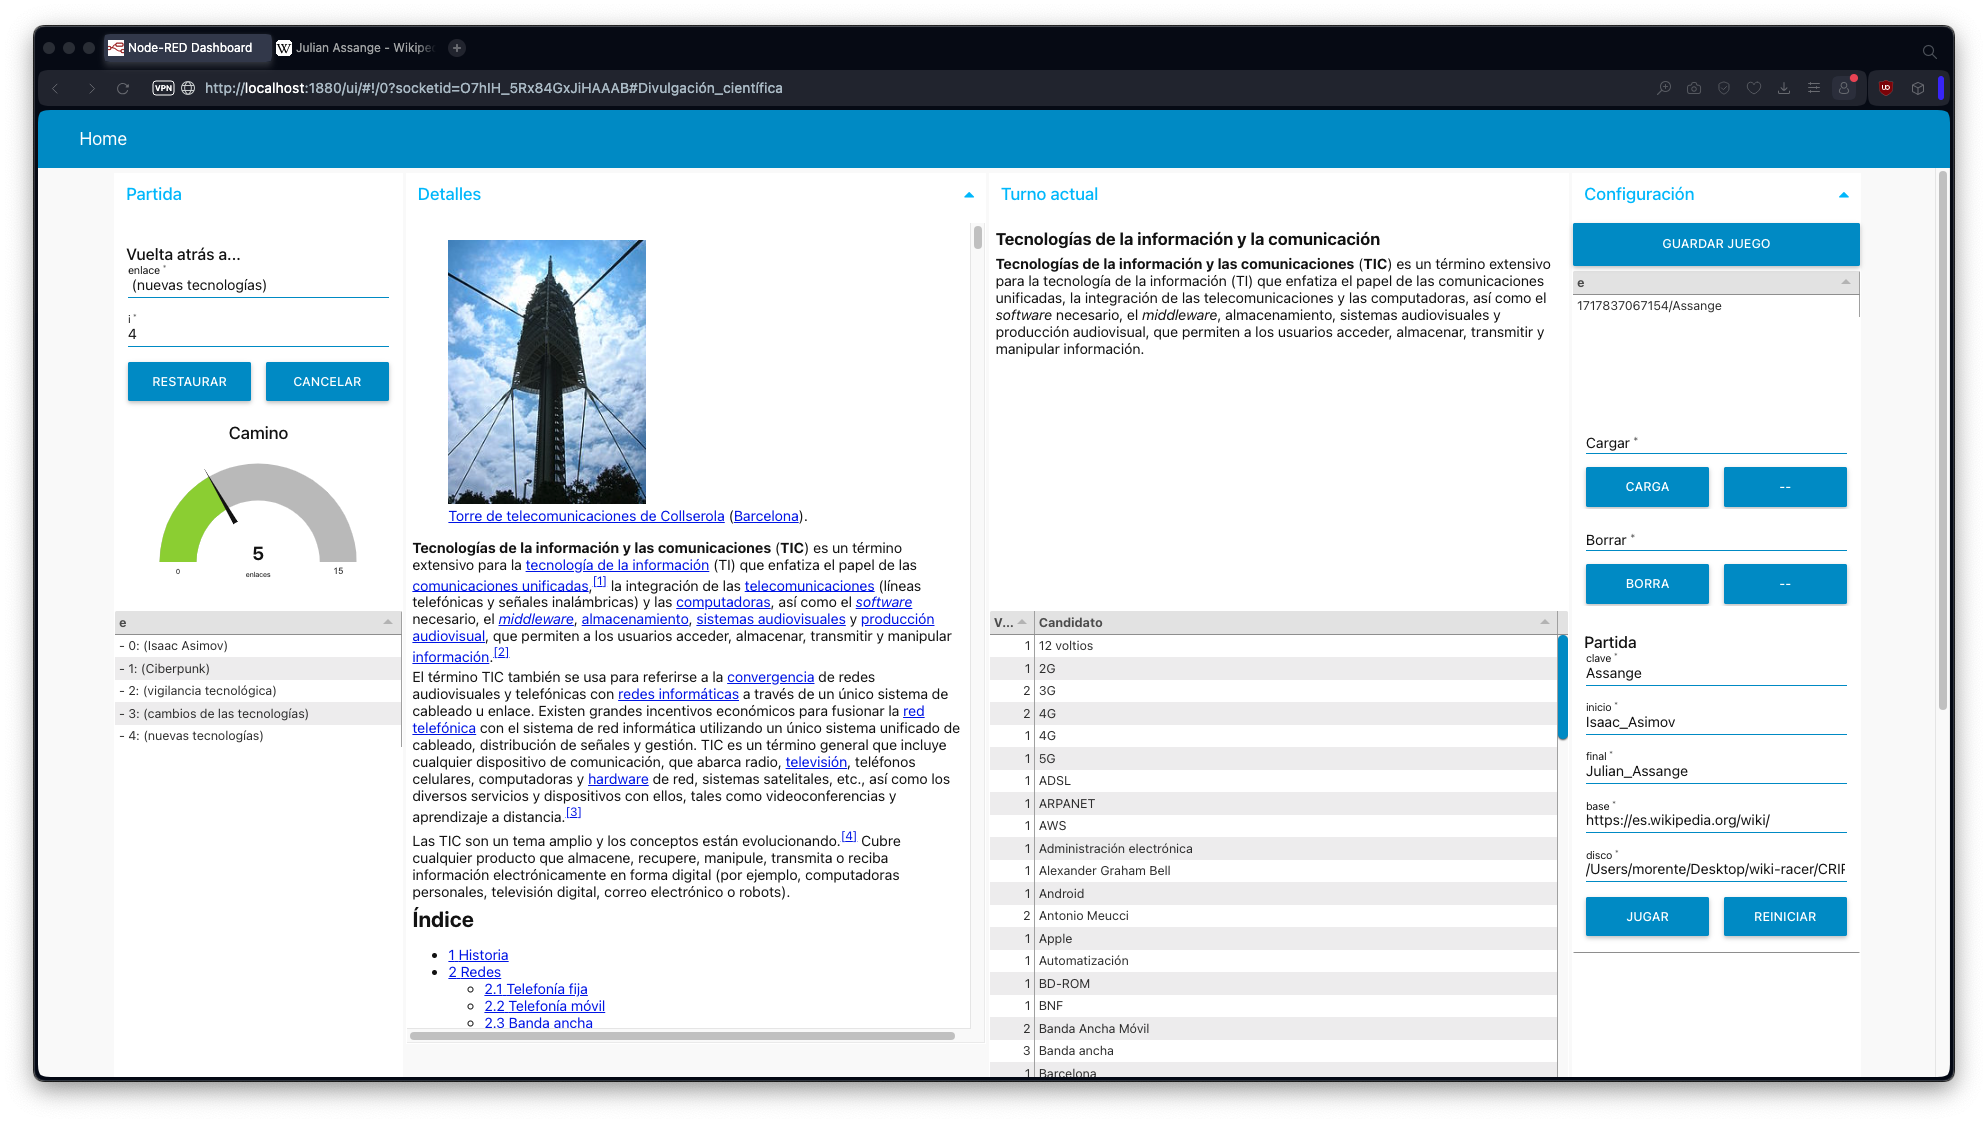 Node-RED Dashboard
Julian Assange - Wikipe
VPN
http://localhost:1880/ui/#!/0?socketid=O7hIH_5Rx84GxJiHAAAB#Divulgación_científica
Home
Partida
Vuelta atrás a...
enlace *
(nuevas tecnologías)
i *
4
RESTAURAR
CANCELAR
Camino
5
enlaces
0
15
e
- 0: (Isaac Asimov)
- 1: (Ciberpunk)
- 2: (vigilancia tecnológica)
- 3: (cambios de las tecnologías)
- 4: (nuevas tecnologías)
Detalles
Torre de telecomunicaciones de Collserola (Barcelona).
Tecnologías de la información y las comunicaciones (TIC) es un término
extensivo para la tecnología de la información (TI) que enfatiza el papel de las
comunicaciones unificadas,[1] la integración de las telecomunicaciones (líneas
telefónicas y señales inalámbricas) y las computadoras, así como el software
necesario, el middleware, almacenamiento, sistemas audiovisuales y producción
audiovisual, que permiten a los usuarios acceder, almacenar, transmitir y manipular
información.[2]
El término TIC también se usa para referirse a la convergencia de redes
audiovisuales y telefónicas con redes informáticas a través de un único sistema de
cableado u enlace. Existen grandes incentivos económicos para fusionar la red
telefónica con el sistema de red informática utilizando un único sistema unificado de
cableado, distribución de señales y gestión. TIC es un término general que incluye
cualquier dispositivo de comunicación, que abarca radio, televisión, teléfonos
celulares, computadoras y hardware de red, sistemas satelitales, etc., así como los
diversos servicios y dispositivos con ellos, tales como videoconferencias y
aprendizaje a distancia.[3]
Las TIC son un tema amplio y los conceptos están evolucionando.[4] Cubre
cualquier producto que almacene, recupere, manipule, transmita o reciba
información electrónicamente en forma digital (por ejemplo, computadoras
personales, televisión digital, correo electrónico o robots).
Índice
1 Historia
2 Redes
2.1 Telefonía fija
2.2 Telefonía móvil
2.3 Banda ancha
Turno actual
Tecnologías de la información y la comunicación
Tecnologías de la información y las comunicaciones (TIC) es un término extensivo
para la tecnología de la información (TI) que enfatiza el papel de las comunicaciones
unificadas, la integración de las telecomunicaciones y las computadoras, así como el
software necesario, el middleware, almacenamiento, sistemas audiovisuales y
producción audiovisual, que permiten a los usuarios acceder, almacenar, transmitir y
manipular información.
V... Candidato
1 12 voltios
1 2G
2 3G
2 4G
1 4G
1 5G
1 ADSL
1 ARPANET
1 AWS
1 Administración electrónica
1 Alexander Graham Bell
1 Android
2 Antonio Meucci
1 Apple
1 Automatización
1 BD-ROM
1 BNF
2 Banda Ancha Móvil
3 Banda ancha
1 Barcelona
Configuración
GUARDAR JUEGO
e
1717837067154/Assange
Cargar *
CARGA
--
Borrar *
BORRA
--
Partida
clave *
Assange
inicio *
Isaac_Asimov
final *
Julian_Assange
base *
https://es.wikipedia.org/wiki/
disco *
/Users/morente/Desktop/wiki-racer/CRIF
JUGAR
REINICIAR